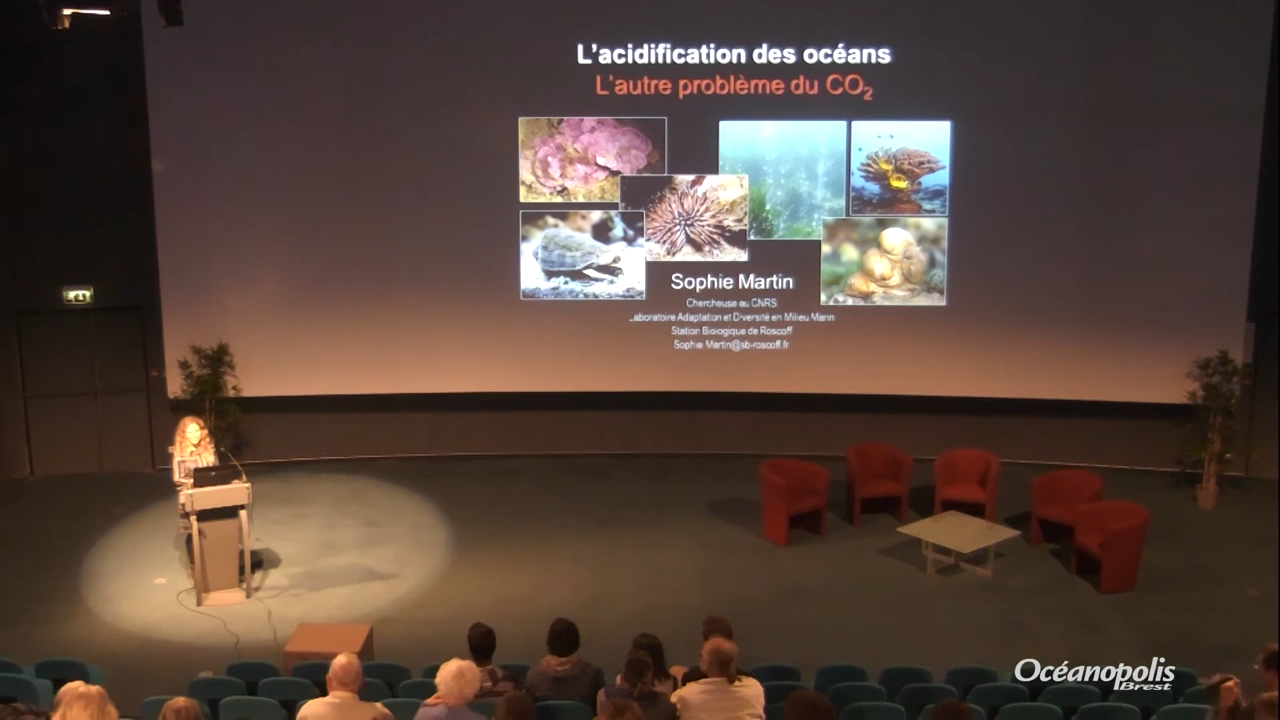 L'acidification des océans
L'autre problème du CO₂
Sophie Martin
Chercheuse au CNRS
Laboratoire Adaptation et Diversité en Milieu Marin
Station Biologique de Roscoff
Sophie.Martin@sb-roscoff.fr
Océanopolis
Brest